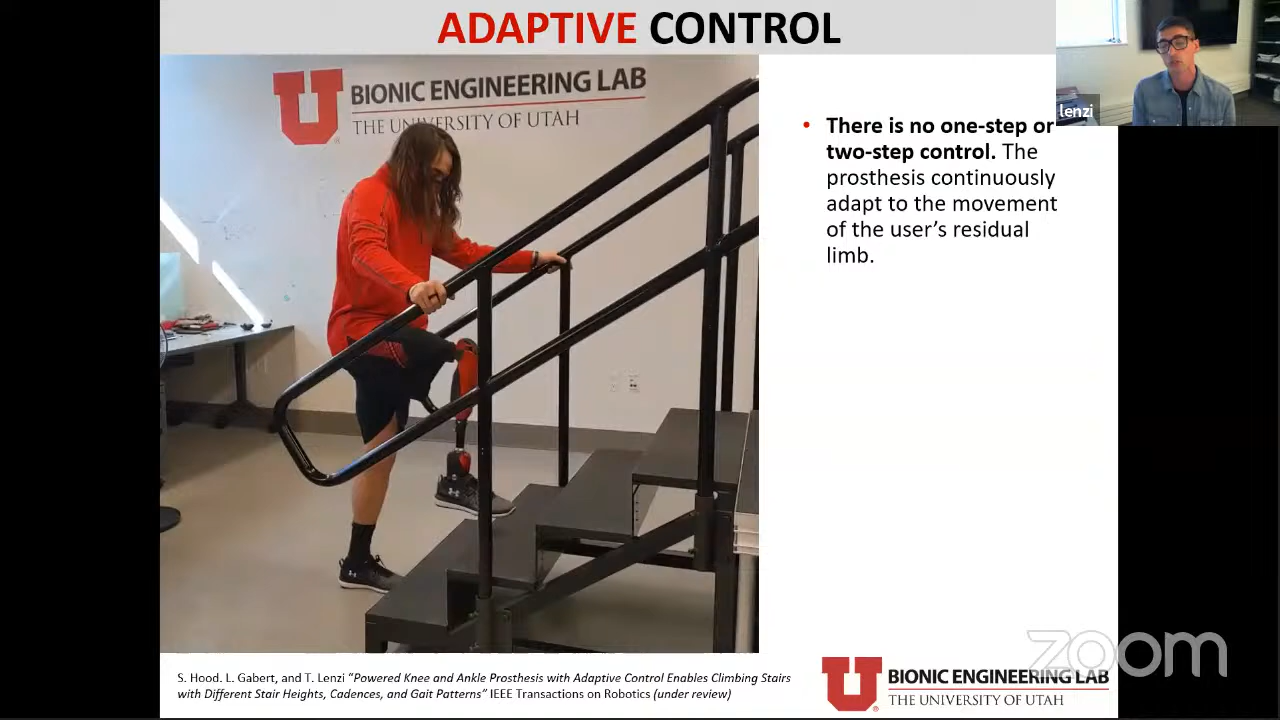 ADAPTIVE CONTROL
U BIONIC ENGINEERING LAB
THE UNIVERSITY OF UTAH
lenzi
• There is no one-step or
two-step control. The
prosthesis continuously
adapt to the movement
of the user's residual
limb.
zoom
S. Hood. L. Gabert, and T. Lenzi "Powered Knee and Ankle Prosthesis with Adaptive Control Enables Climbing Stairs
with Different Stair Heights, Cadences, and Gait Patterns" IEEE Transactions on Robotics (under review)
U BIONIC ENGINEERING LAB
THE UNIVERSITY OF UTAH